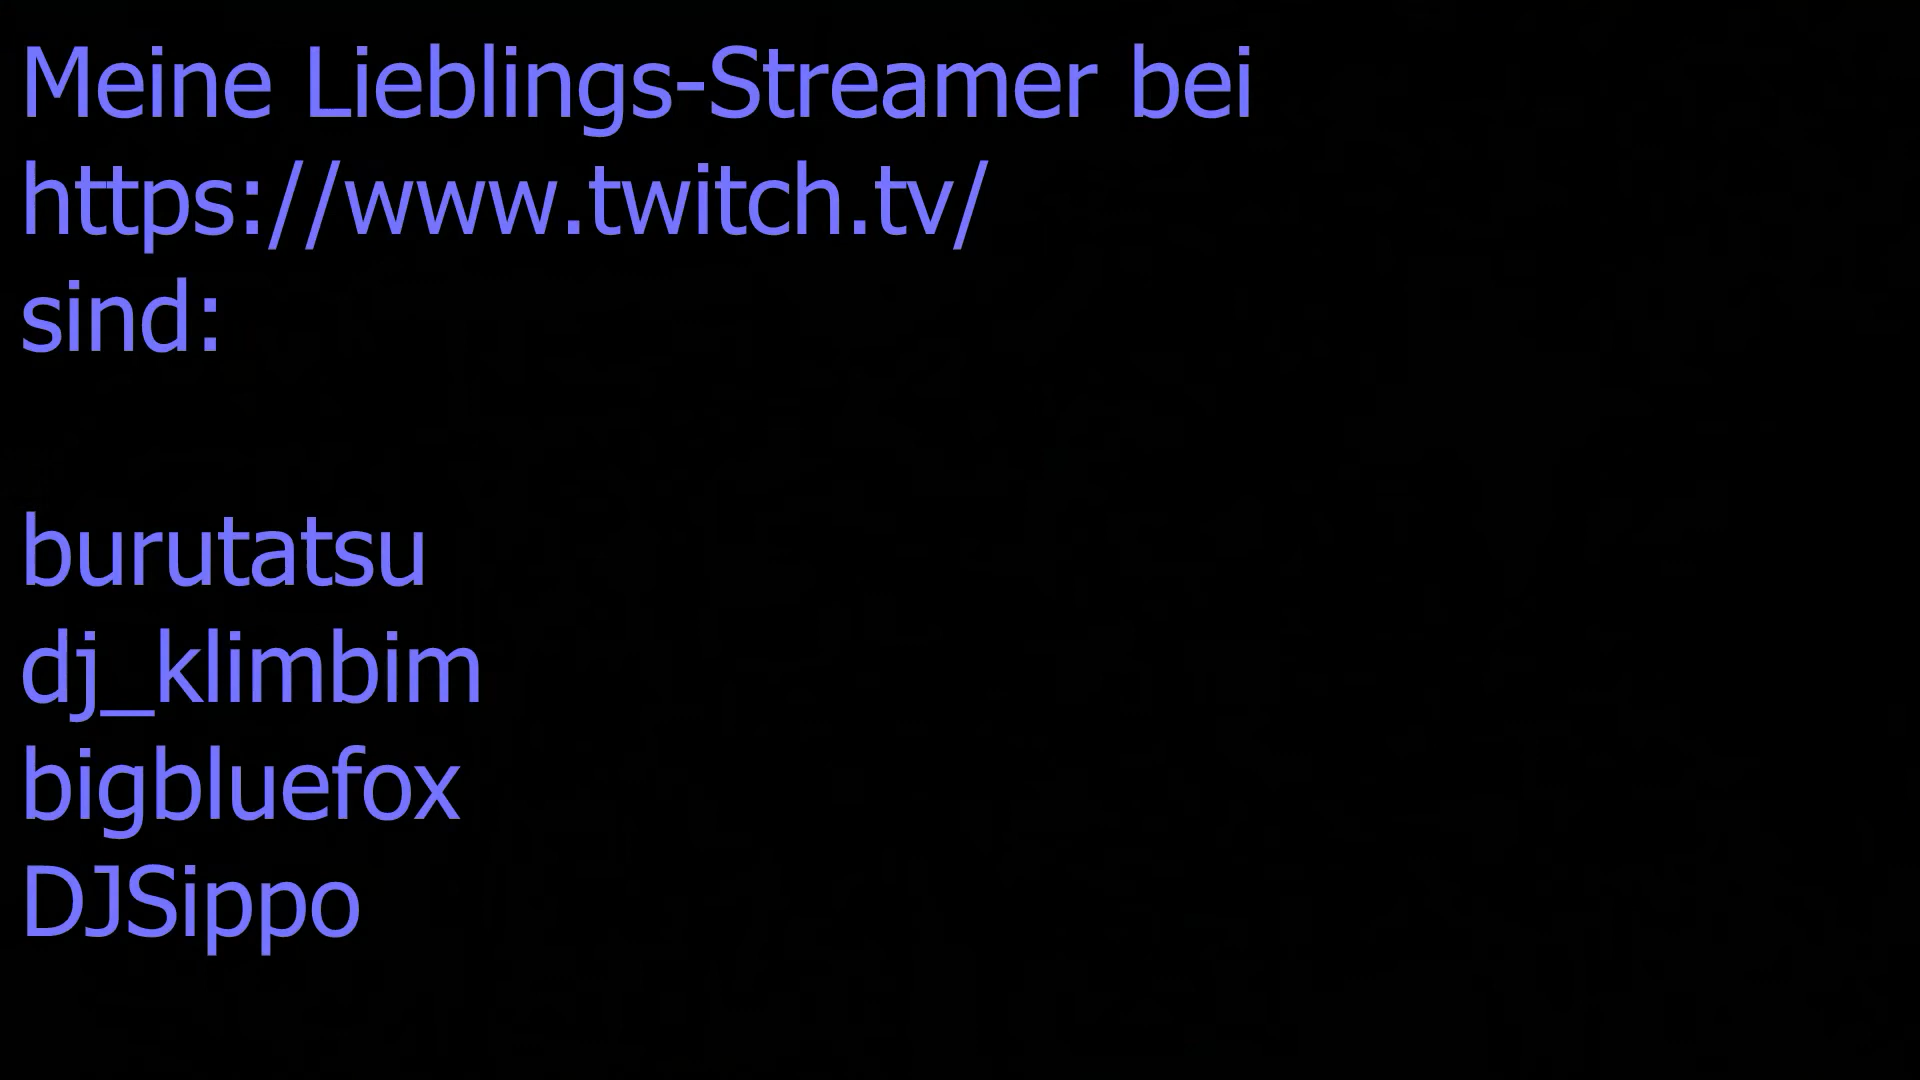 Meine Lieblings-Streamer bei
https://www.twitch.tv/
sind:
burutatsu
dj_klimbim
bigbluefox
DJSippo